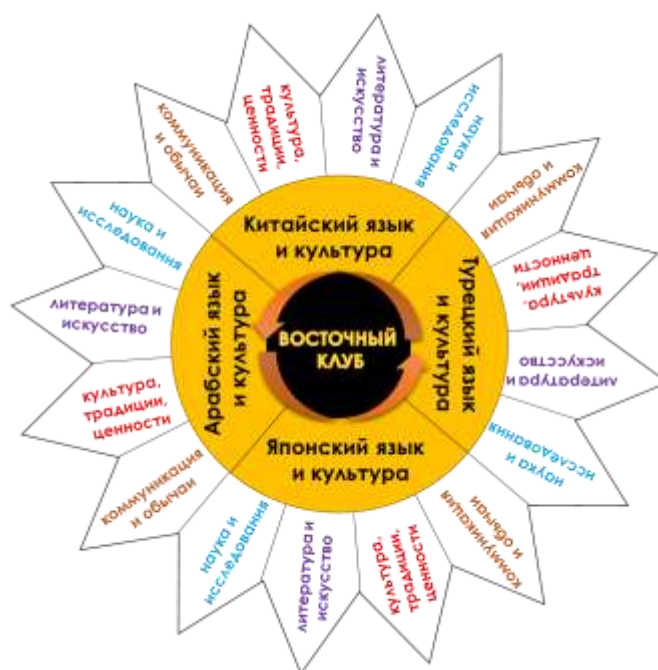 ВОСТОЧНЫЙ
КЛУБ
Китайский язык
и культура
Турецкий язык
и культура
Японский язык
и культура
Арабский язык
и культура
коммуникация
и обычаи
культура,
традиции,
ценности
литература и
искусство
наука и
исследования
коммуникация
и обычаи
культура,
традиции,
ценности
литература и
искусство
наука и
исследования
коммуникация
и обычаи
культура,
традиции,
ценности
литература и
искусство
наука и
исследования
коммуникация
и обычаи
культура,
традиции,
ценности
литература и
искусство
наука и
исследования